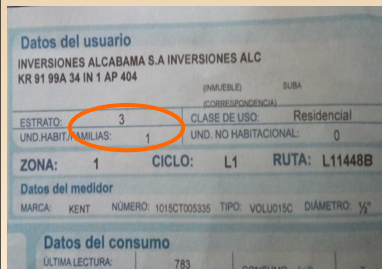 Datos del usuario
INVERSIONES ALCABAMA S.A INVERSIONES ALC
KR 91 99A 34 IN 1 AP 404
(INMUEBLE) SUBA
(CORRESPONDENCIA)
ESTRATO: 3 CLASE DE USO: Residencial
UND.HABIT./FAMILIAS: 1 UND. NO HABITACIONAL: 0
ZONA: 1 CICLO: L1 RUTA: L11448B
Datos del medidor
MARCA: KENT NÚMERO: 1015CT005335 TIPO: VOLU015C DIÁMETRO: ½"
Datos del consumo
ÚLTIMA LECTURA: 783